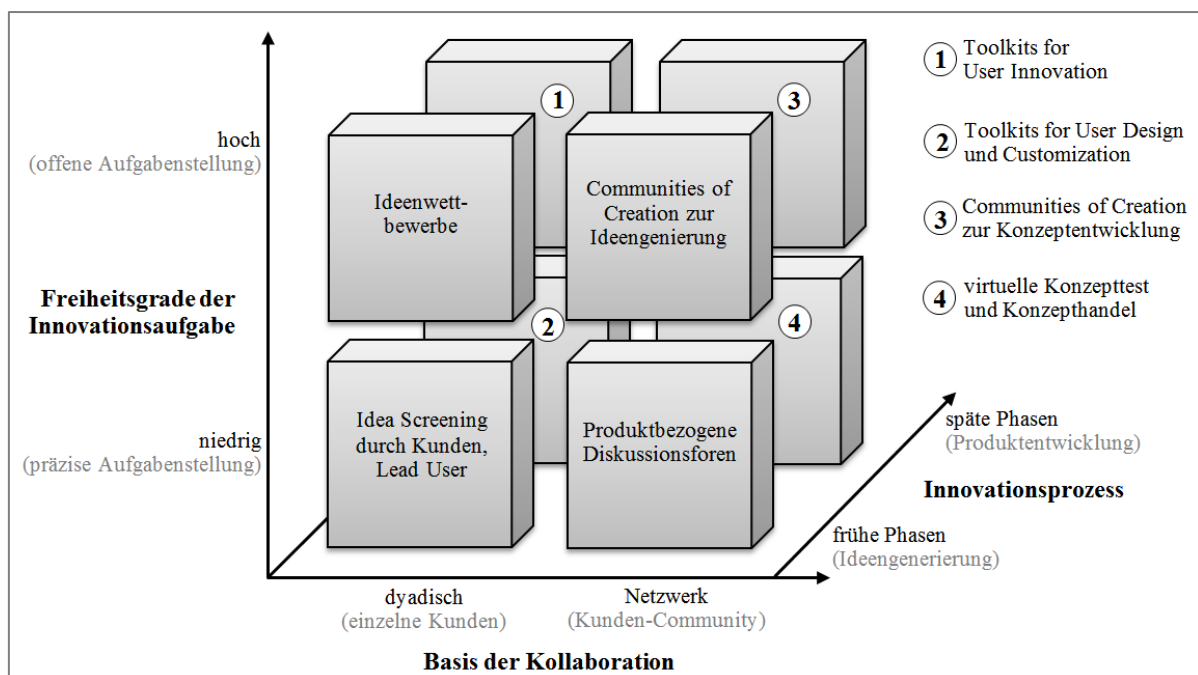 1
Toolkits for
User Innovation
2
Toolkits for User Design
und Customization
3
Communities of Creation
zur Konzeptentwicklung
4
virtuelle Konzepttest
und Konzepthandel
hoch
(offene Aufgabenstellung)
Freiheitsgrade der
Innovationsaufgabe
niedrig
(präzise Aufgabenstellung)
1
3
Ideenwett-
bewerbe
Communities of
Creation zur
Ideengenierung
2
4
Idea Screening
durch Kunden,
Lead User
Produktbezogene
Diskussionsforen
späte Phasen
(Produktentwicklung)
Innovationsprozess
frühe Phasen
(Ideengenerierung)
dyadisch
(einzelne Kunden)
Netzwerk
(Kunden-Community)
Basis der Kollaboration